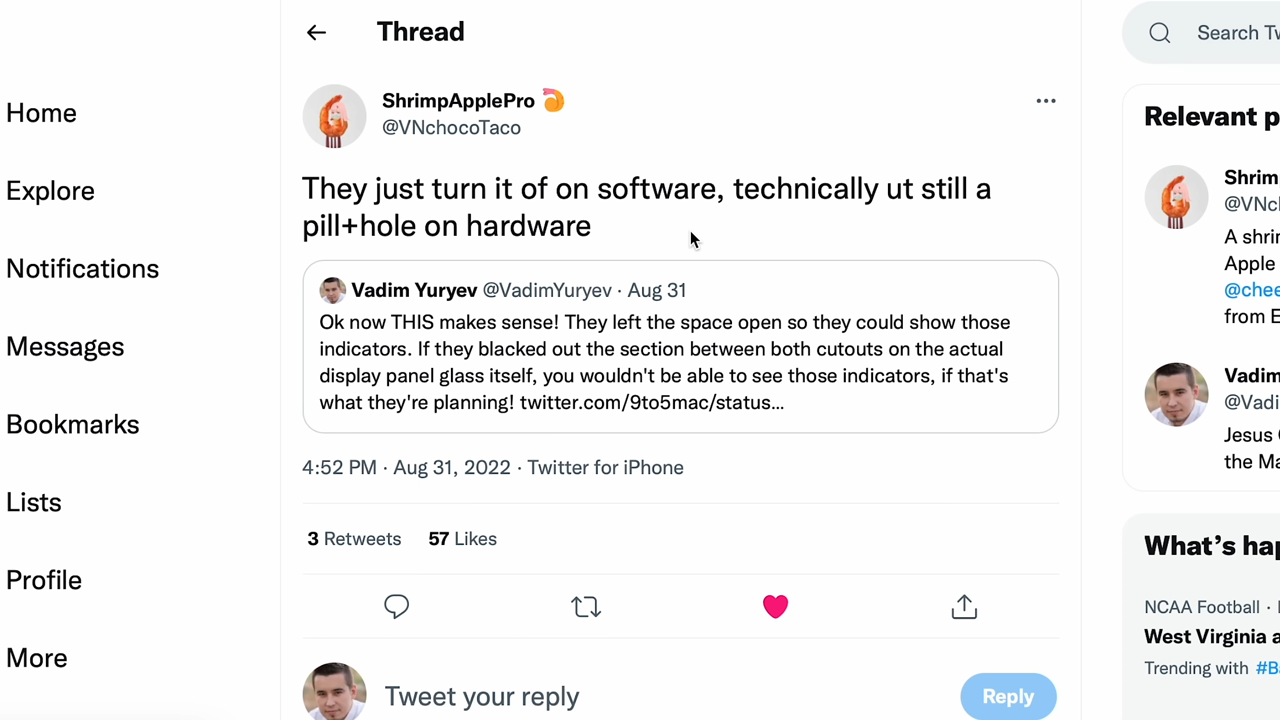 Thread
Search Tw
Home
Explore
Notifications
Messages
Bookmarks
Lists
Profile
More
ShrimpApplePro
@VNchocoTaco
They just turn it of on software, technically ut still a
pill+hole on hardware
Vadim Yuryev @VadimYuryev · Aug 31
Ok now THIS makes sense! They left the space open so they could show those
indicators. If they blacked out the section between both cutouts on the actual
display panel glass itself, you wouldn't be able to see those indicators, if that's
what they're planning! twitter.com/9to5mac/status...
4:52 PM · Aug 31, 2022 · Twitter for iPhone
3 Retweets 57 Likes
Tweet your reply
Reply
Relevant p
Shrim
@VNch
A shrim
Apple
@chee
from E
Vadim
@Vadi
Jesus
the Ma
What's hap
NCAA Football ·
West Virginia a
Trending with #Ba